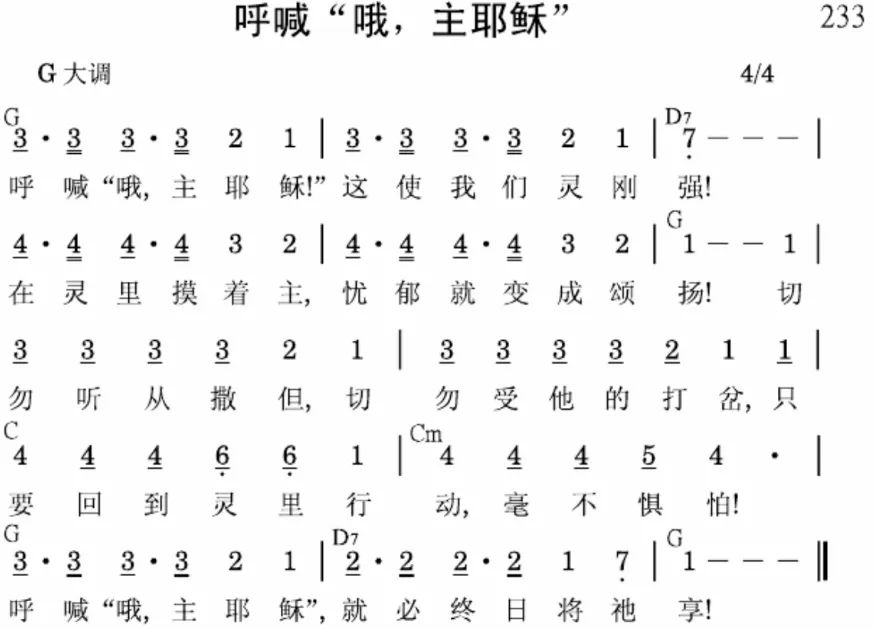 呼喊“哦，主耶稣” 233
G 大调 4/4
G D7
3 · 3 3 · 3 2 1 | 3 · 3 3 · 3 2 1 | 7 — — — |
呼 喊 “哦, 主 耶 稣!” 这 使 我 们 灵 刚 强!
G
4 · 4 4 · 4 3 2 | 4 · 4 4 · 4 3 2 | 1 — — 1 |
在 灵 里 摸 着 主, 忧 郁 就 变 成 颂 扬! 切
3 3 3 3 2 1 | 3 3 3 3 2 1 1 |
勿 听 从 撒 但, 切 勿 受 他 的 打 岔, 只
C Cm
4 4 4 6 6 1 | 4 4 4 5 4 · |
要 回 到 灵 里 行 动, 毫 不 惧 怕!
G D7 G
3 · 3 3 · 3 2 1 | 2 · 2 2 · 2 1 7 | 1 — — — ‖
呼 喊 “哦, 主 耶 稣”, 就 必 终 日 将 祂 享!